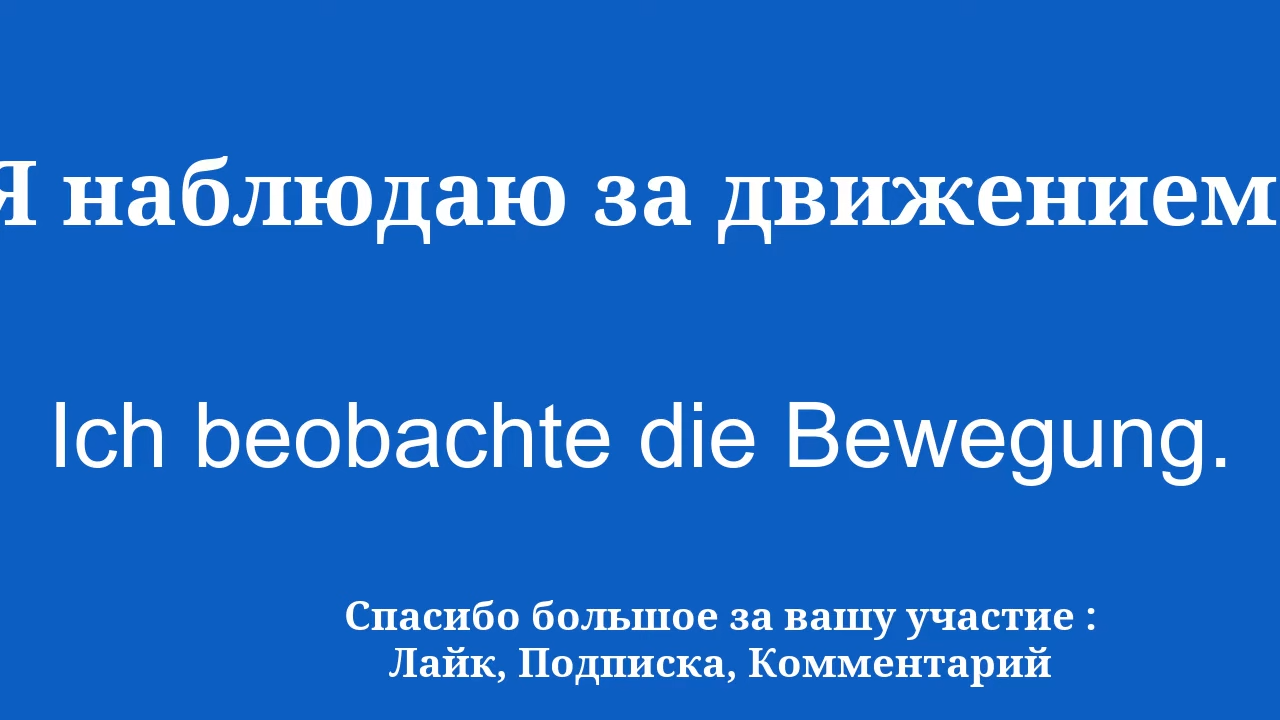 Я наблюдаю за движением
Ich beobachte die Bewegung.
Спасибо большое за вашу участие :
Лайк, Подписка, Комментарий